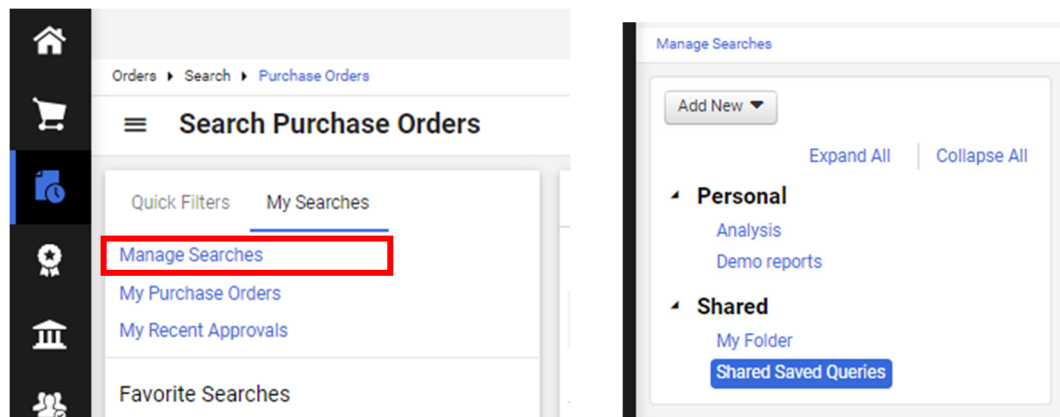 Orders ▸ Search ▸ Purchase Orders
Search Purchase Orders
Quick Filters My Searches
Manage Searches
My Purchase Orders
My Recent Approvals
Favorite Searches
Manage Searches
Add New
Expand All Collapse All
Personal
Analysis
Demo reports
Shared
My Folder
Shared Saved Queries